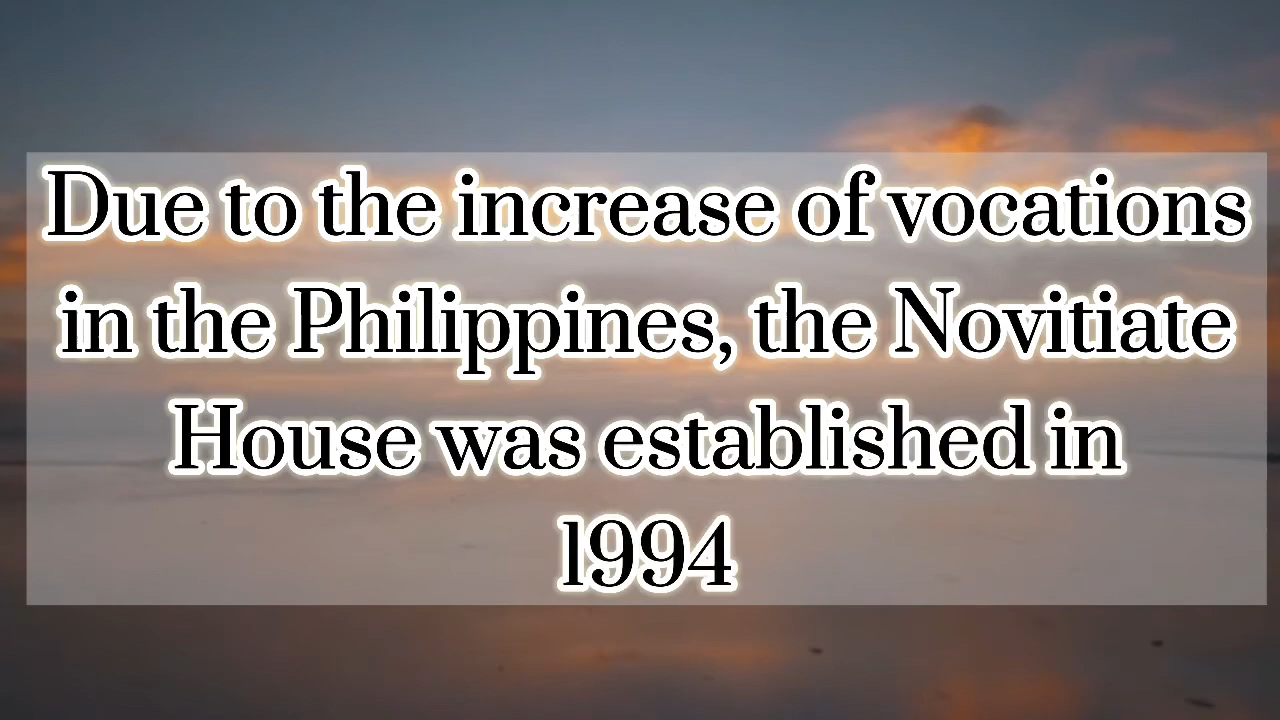 Due to the increase of vocations
in the Philippines, the Novitiate
House was established in
1994